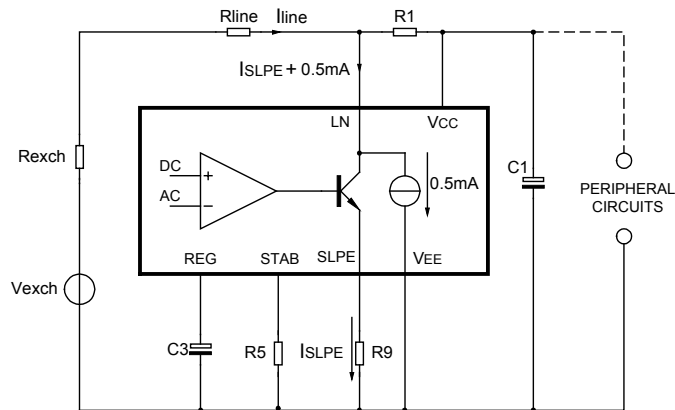 Rline
Iline
R1
ISLPE + 0.5mA
LN
VCC
Rexch
DC
AC
+
−
0.5mA
C1
PERIPHERAL
CIRCUITS
REG
STAB
SLPE
VEE
Vexch
C3
R5
ISLPE
R9